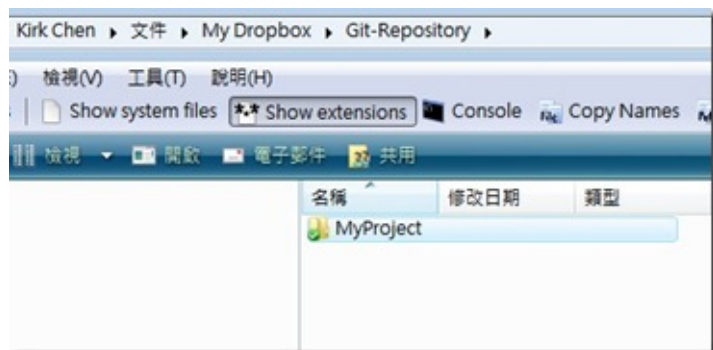 Kirk Chen ▸ 文件 ▸ My Dropbox ▸ Git-Repository ▸
) 檢視(V) 工具(T) 說明(H)
Show system files *.* Show extensions Console Copy Names
檢視 開啟 電子郵件 共用
名稱 修改日期 類型
MyProject